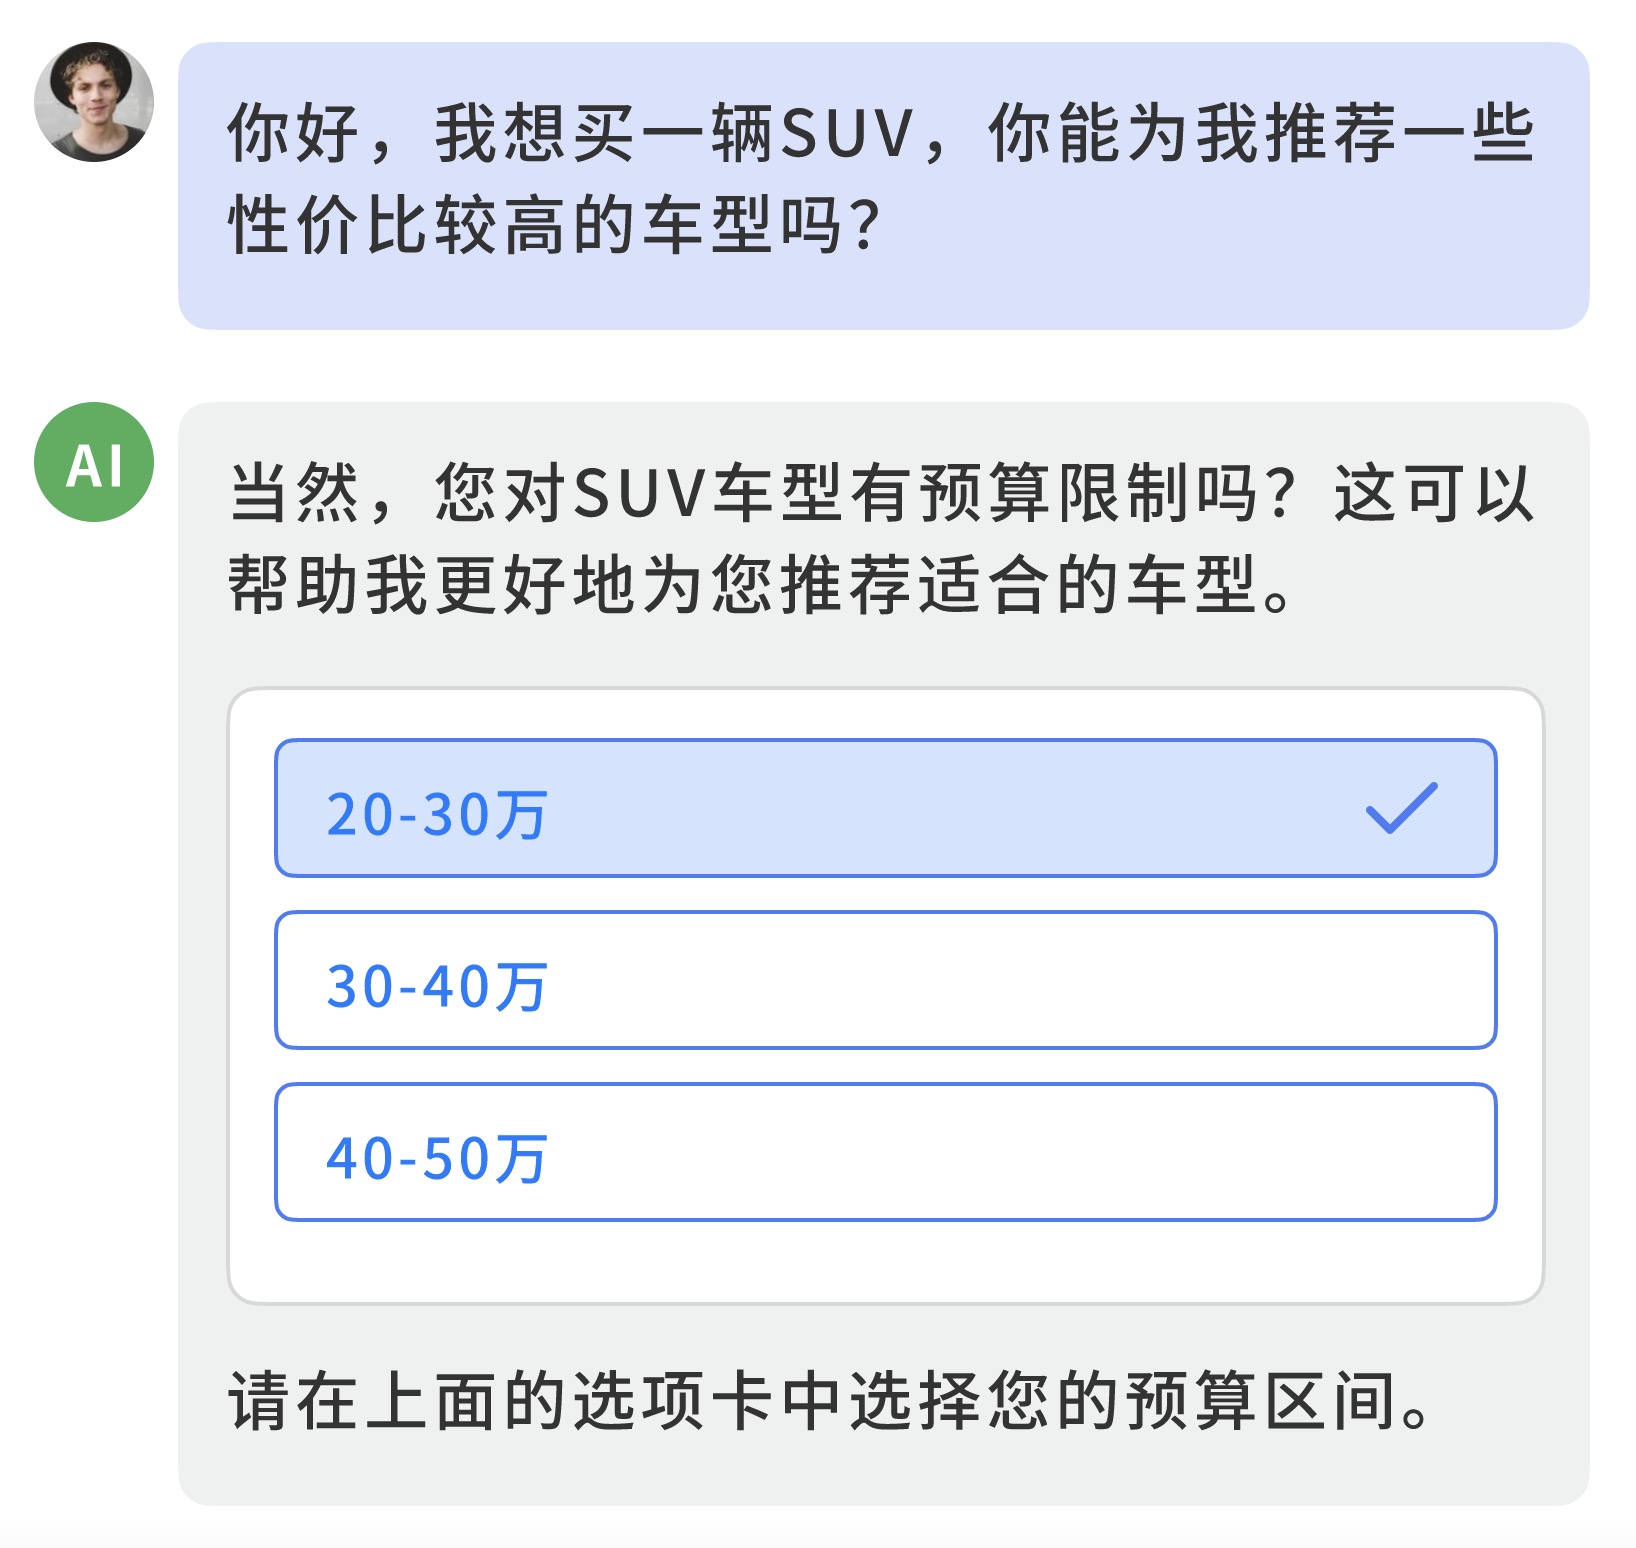 你好，我想买一辆SUV，你能为我推荐一些
性价比较高的车型吗？
AI
当然，您对SUV车型有预算限制吗？这可以
帮助我更好地为您推荐适合的车型。
20-30万
30-40万
40-50万
请在上面的选项卡中选择您的预算区间。